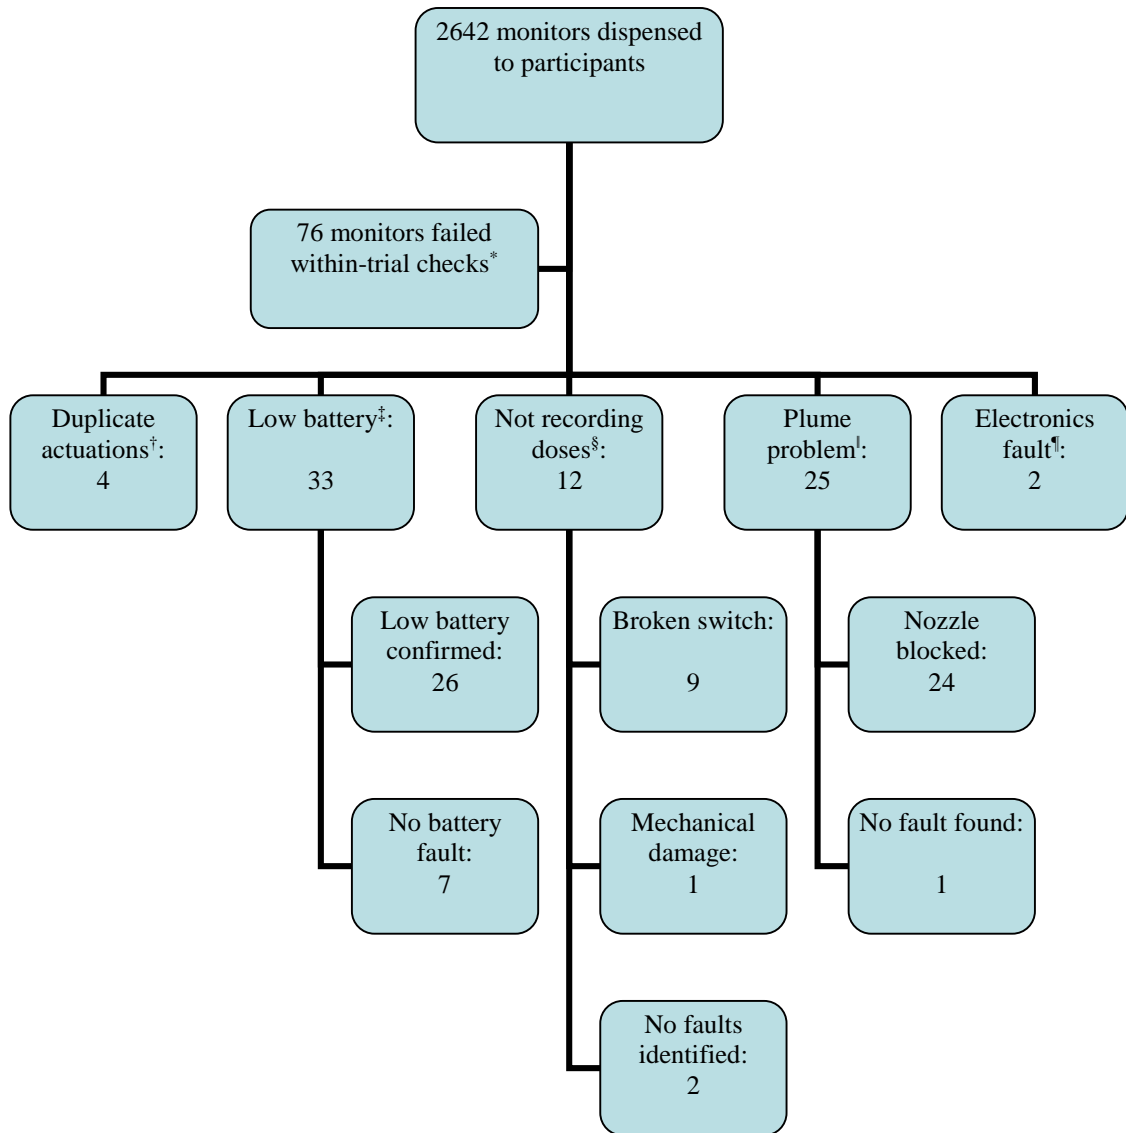 2642 monitors dispensed
to participants
76 monitors failed
within-trial checks*
Duplicate
actuations†:
4
Low battery‡:
33
Not recording
doses§:
12
Plume
problem‖:
25
Electronics
fault¶:
2
Low battery
confirmed:
26
Broken switch:
9
Nozzle
blocked:
24
No battery
fault:
7
Mechanical
damage:
1
No fault found:
1
No faults
identified:
2